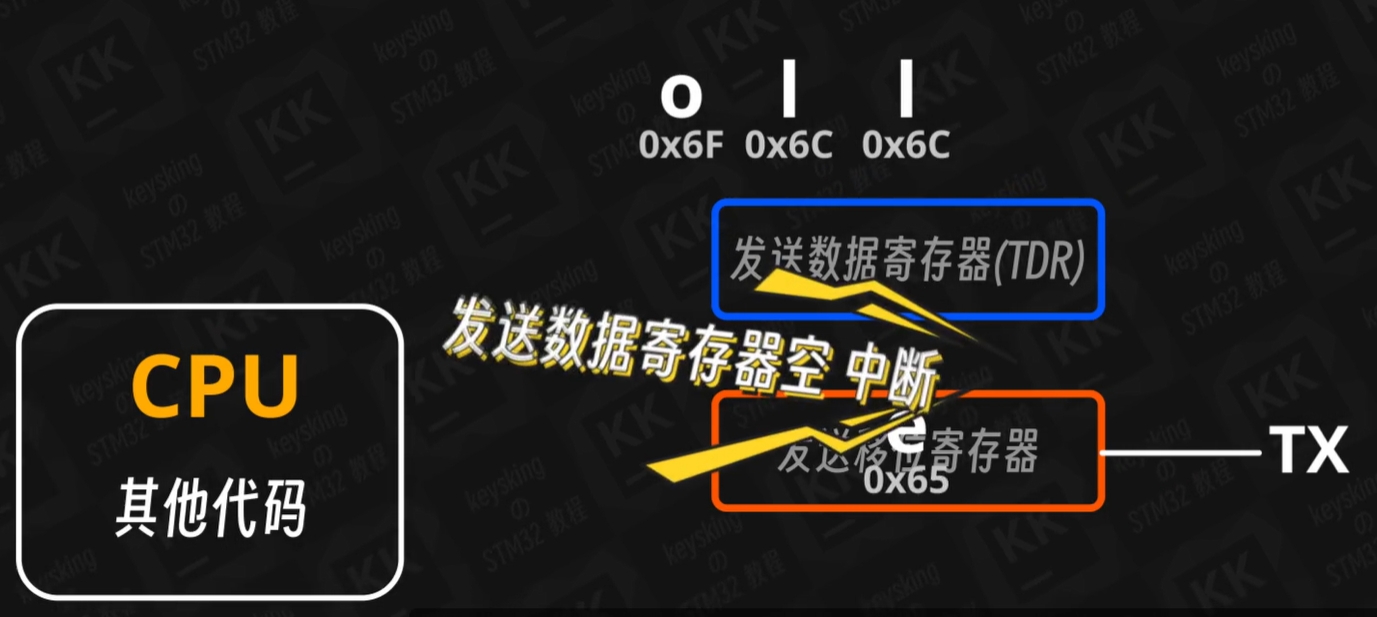 o l l
0x6F 0x6C 0x6C
发送数据寄存器(TDR)
发送数据寄存器空 中断
CPU
其他代码
e
发送移位寄存器
0x65
TX
keysking
の
STM32 教程
KK